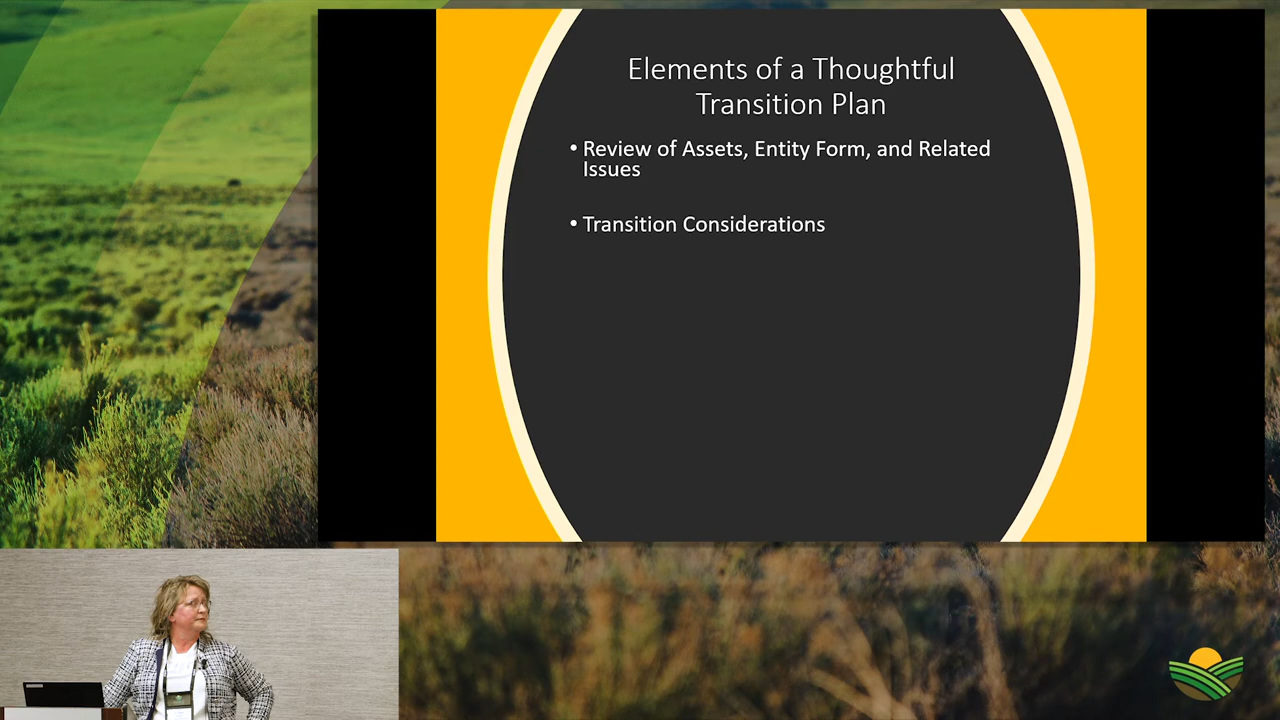 Elements of a Thoughtful
Transition Plan
• Review of Assets, Entity Form, and Related
Issues
• Transition Considerations